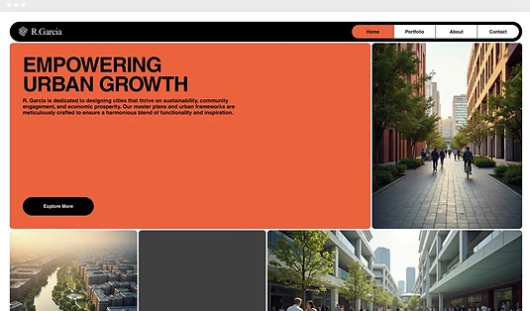 R.Garcia
Home
Portfolio
About
Contact
EMPOWERING
URBAN GROWTH
R. Garcia is dedicated to designing cities that thrive on sustainability, community
engagement, and economic prosperity. Our master plans and urban frameworks are
meticulously crafted to ensure a harmonious blend of functionality and inspiration.
Explore More